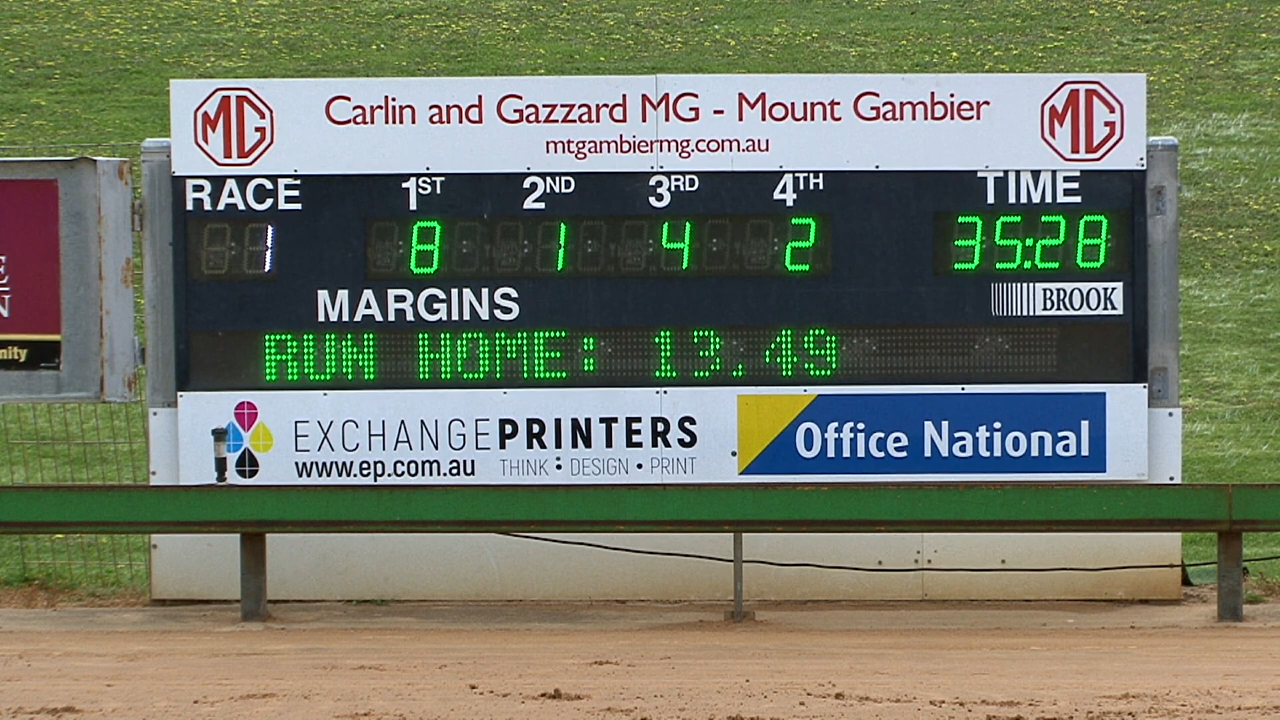 MG Carlin and Gazzard MG - Mount Gambier MG
mtgambiermg.com.au
RACE 1ST 2ND 3RD 4TH TIME
1 8 1 4 2 35:28
MARGINS BROOK
RUN HOME: 13.49
EXCHANGEPRINTERS
www.ep.com.au THINK : DESIGN • PRINT
Office National